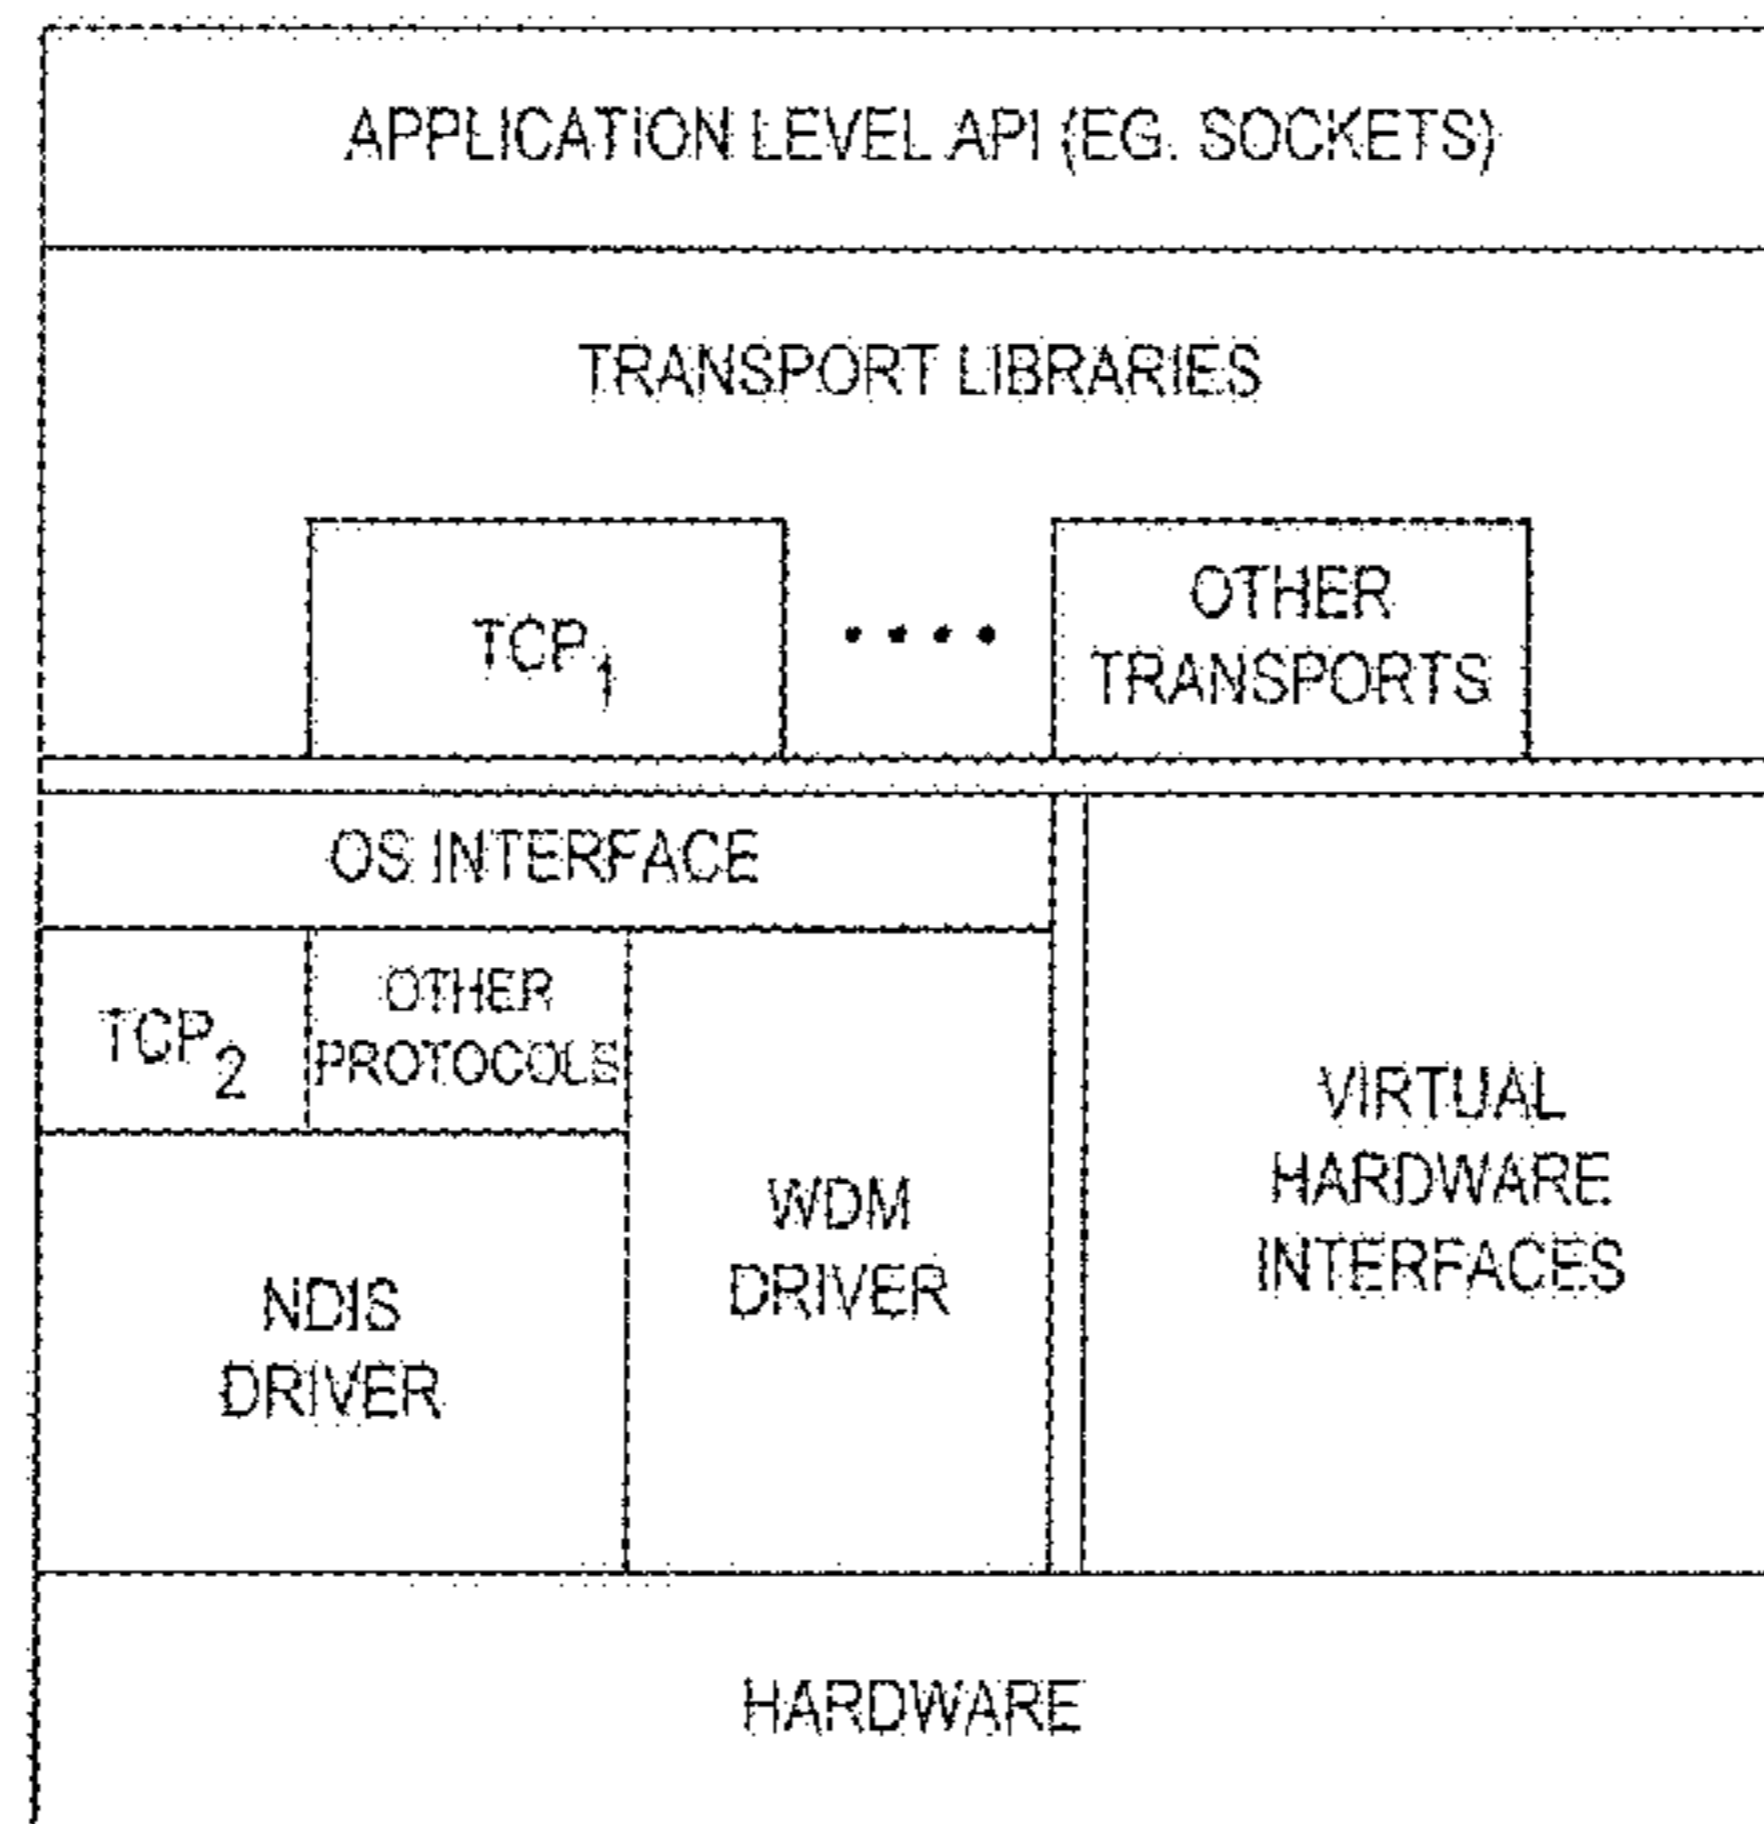 APPLICATION LEVEL API (EG. SOCKETS)
TRANSPORT LIBRARIES
TCP1
OTHER
TRANSPORTS
OS INTERFACE
TCP2
OTHER
PROTOCOLS
NDIS
DRIVER
WDM
DRIVER
VIRTUAL
HARDWARE
INTERFACES
HARDWARE